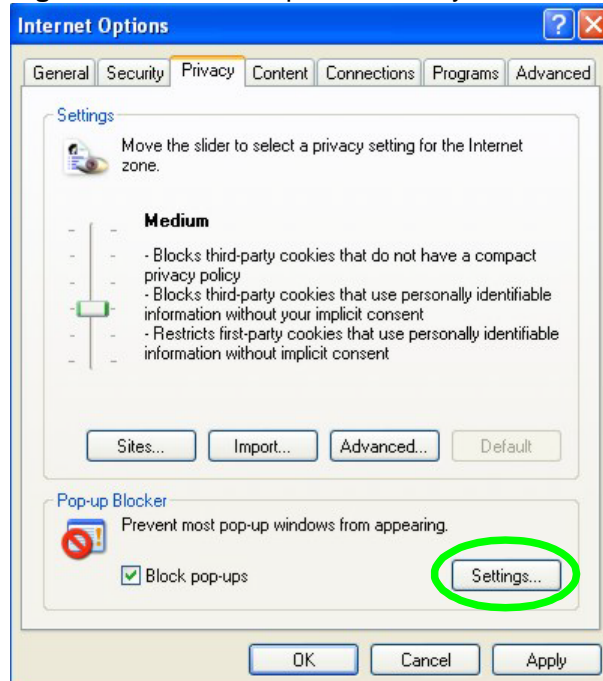 Internet Options
General Security Privacy Content Connections Programs Advanced
Settings
Move the slider to select a privacy setting for the Internet
zone.
Medium
- Blocks third-party cookies that do not have a compact
privacy policy
- Blocks third-party cookies that use personally identifiable
information without your implicit consent
- Restricts first-party cookies that use personally identifiable
information without implicit consent
Sites... Import... Advanced... Default
Pop-up Blocker
Prevent most pop-up windows from appearing.
Block pop-ups Settings...
OK Cancel Apply